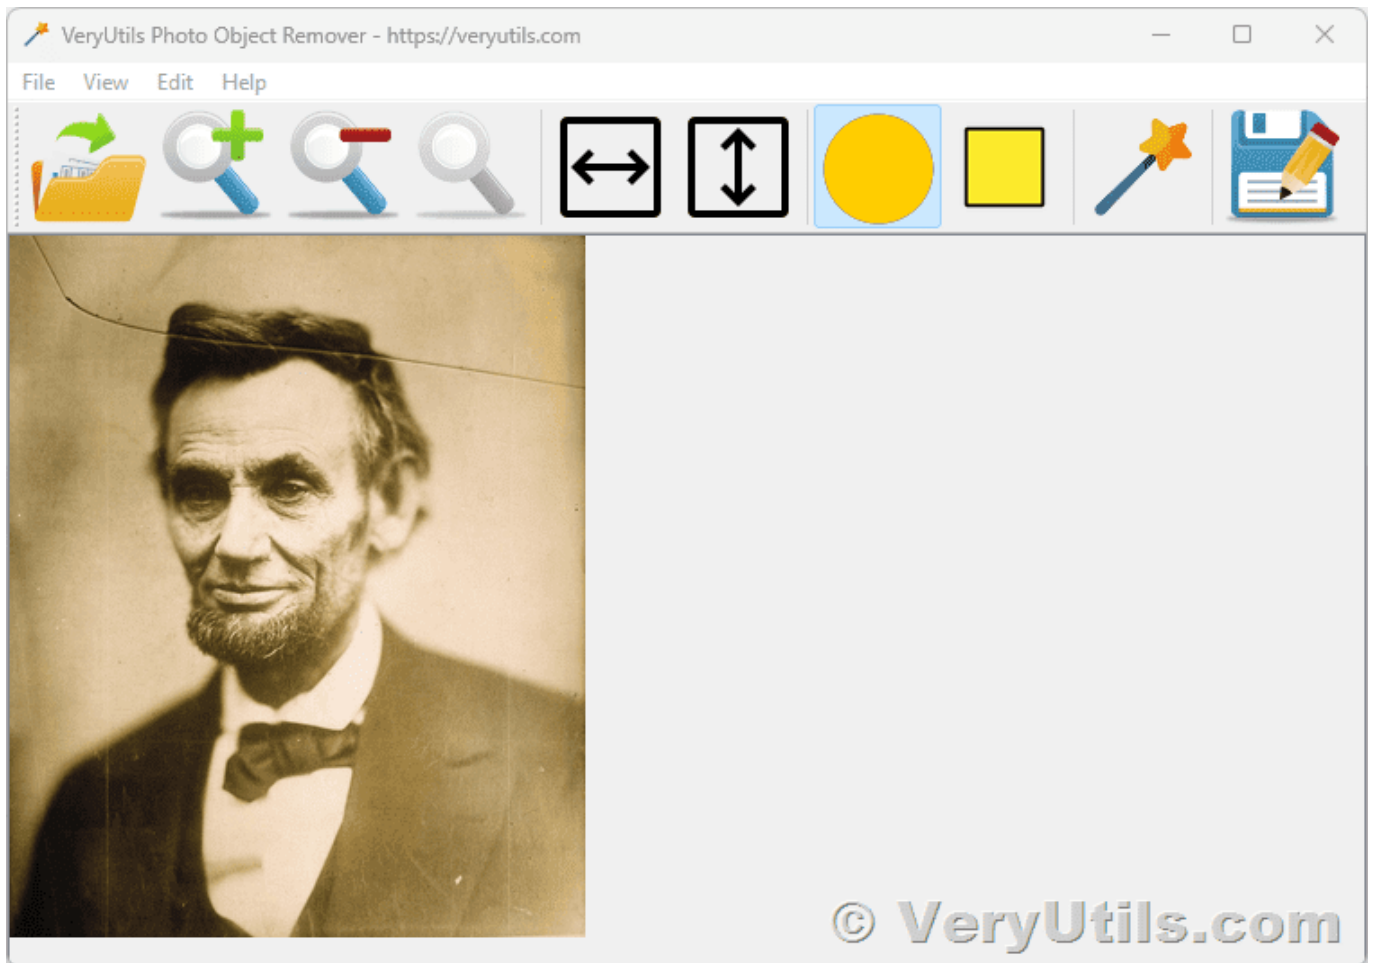 VeryUtils Photo Object Remover - https://veryutils.com
File View Edit Help
© VeryUtils.com